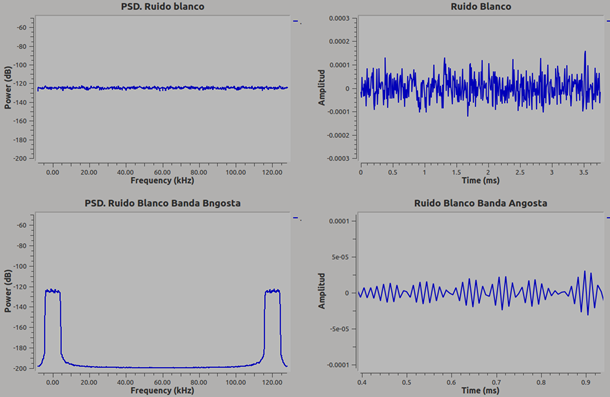 PSD. Ruido blanco
Power (dB)
-60
-80
-100
-120
-140
-160
-180
-200
0.00 20.00 40.00 60.00 80.00 100.00 120.00
Frequency (kHz)
Ruido Blanco
Amplitud
0.0003
0.0002
0.0001
0
-0.0001
-0.0002
-0.0003
0 0.5 1 1.5 2 2.5 3 3.5
Time (ms)
PSD. Ruido Blanco Banda Bngosta
Power (dB)
-60
-80
-100
-120
-140
-160
-180
-200
0.00 20.00 40.00 60.00 80.00 100.00 120.00
Frequency (kHz)
Ruido Blanco Banda Angosta
Amplitud
0.0001
5e-05
0
-5e-05
-0.0001
0.4 0.5 0.6 0.7 0.8 0.9
Time (ms)